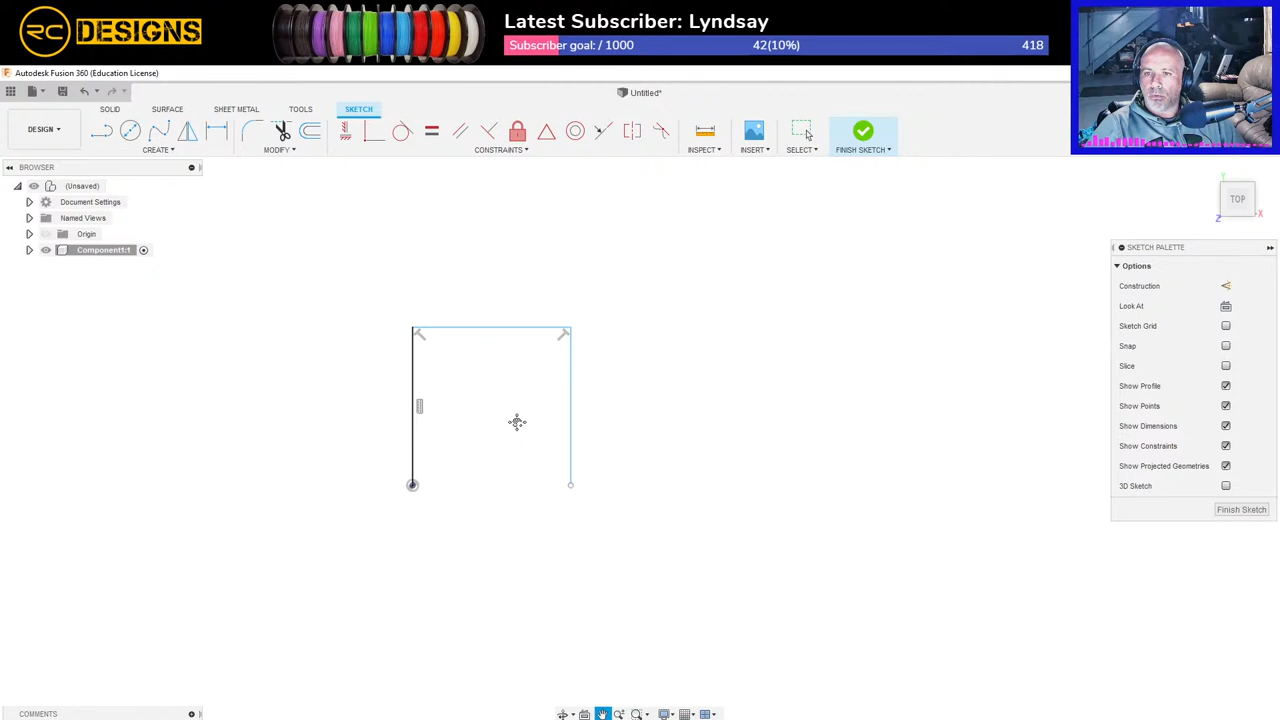 RC DESIGNS
Latest Subscriber: Lyndsay
Subscriber goal: / 1000 42(10%) 418
Autodesk Fusion 360 (Education License)
Untitled*
SOLID SURFACE SHEET METAL TOOLS SKETCH
DESIGN
CREATE MODIFY CONSTRAINTS INSPECT INSERT SELECT FINISH SKETCH
BROWSER
(Unsaved)
Document Settings
Named Views
Origin
Component1:1
Y
TOP
X
Z
SKETCH PALETTE
Options
Construction
Look At
Sketch Grid
Snap
Slice
Show Profile
Show Points
Show Dimensions
Show Constraints
Show Projected Geometries
3D Sketch
Finish Sketch
COMMENTS